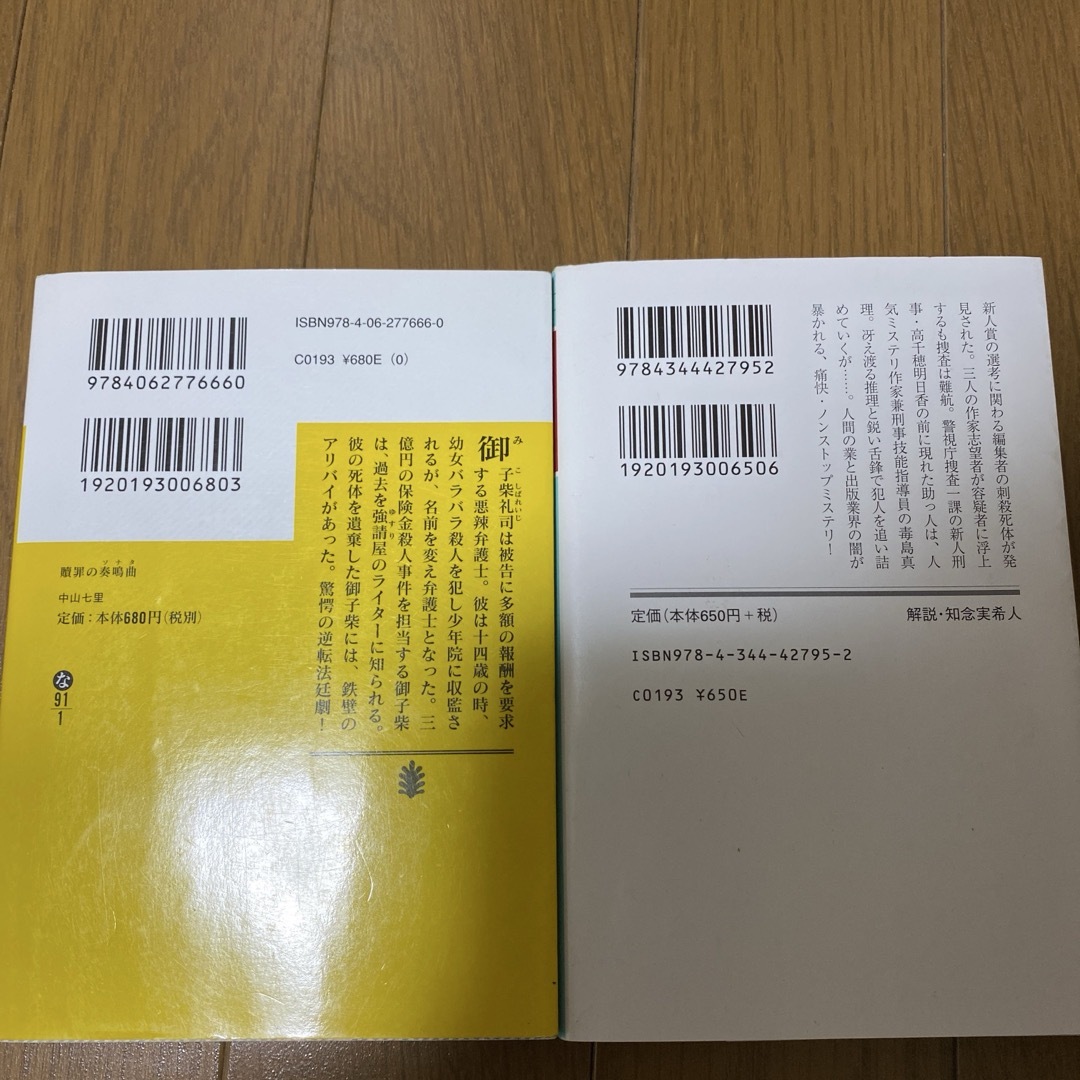 ISBN978-4-06-277666-0
C0193 ¥680E (0)
9784062776660
1920193006803
御子柴礼司は被告に多額の報酬を要求
みこしばれいじ
する悪辣弁護士。彼は十四歳の時、
幼女バラバラ殺人を犯し少年院に収監さ
れるが、名前を変え弁護士となった。三
億円の保険金殺人事件を担当する御子柴
は、過去を強請屋のライターに知られる。
ゆすり
彼の死体を遺棄した御子柴には、鉄壁の
アリバイがあった。驚愕の逆転法廷劇！
贖罪の奏鳴曲
ソナタ
中山七里
定価：本体680円（税別）
な
91
1
9784344427952
1920193006506
新人賞の選考に関わる編集者の刺殺死体が発
見された。三人の作家志望者が容疑者に浮上
するも捜査は難航。警視庁捜査一課の新人刑
事・高千穂明日香の前に現れた助っ人は、人
気ミステリ作家兼刑事技能指導員の毒島真
理。冴え渡る推理と鋭い舌鋒で犯人を追い詰
めていくが……。人間の業と出版業界の闇が
暴かれる、痛快・ノンストップミステリ！
定価（本体650円＋税）
解説・知念実希人
ISBN978-4-344-42795-2
C0193 ¥650E